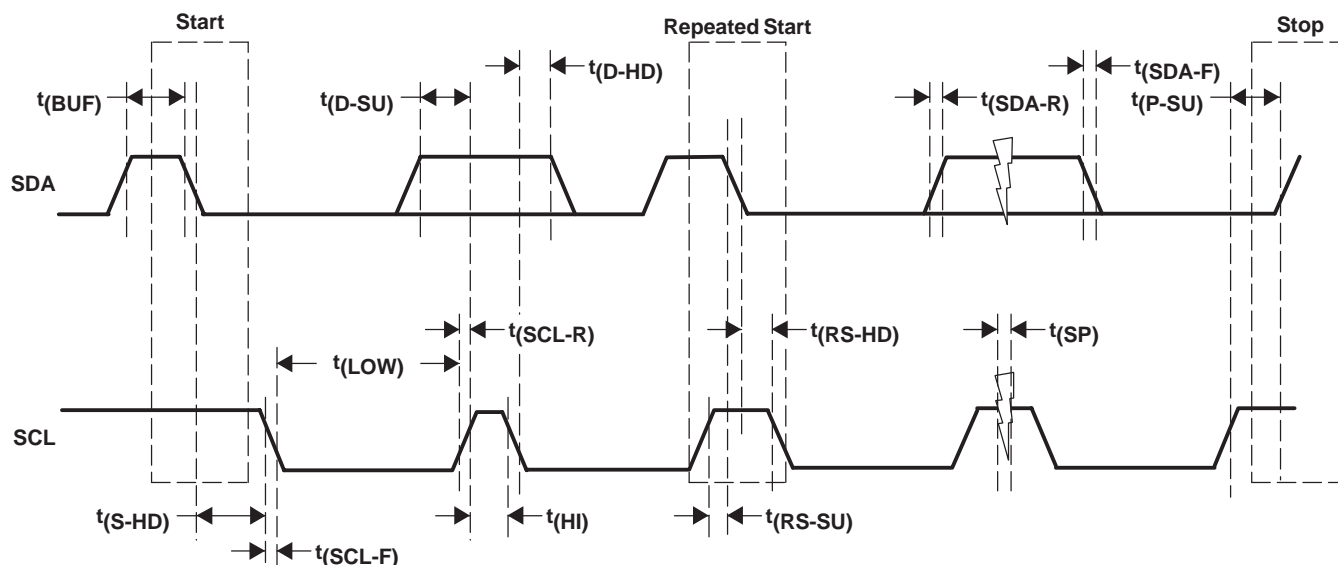 Start
Repeated Start
Stop
t(D-HD)
t(SDA-F)
t(BUF)
t(D-SU)
t(SDA-R)
t(P-SU)
SDA
t(SCL-R)
t(RS-HD)
t(SP)
t(LOW)
SCL
t(S-HD)
t(HI)
t(RS-SU)
t(SCL-F)